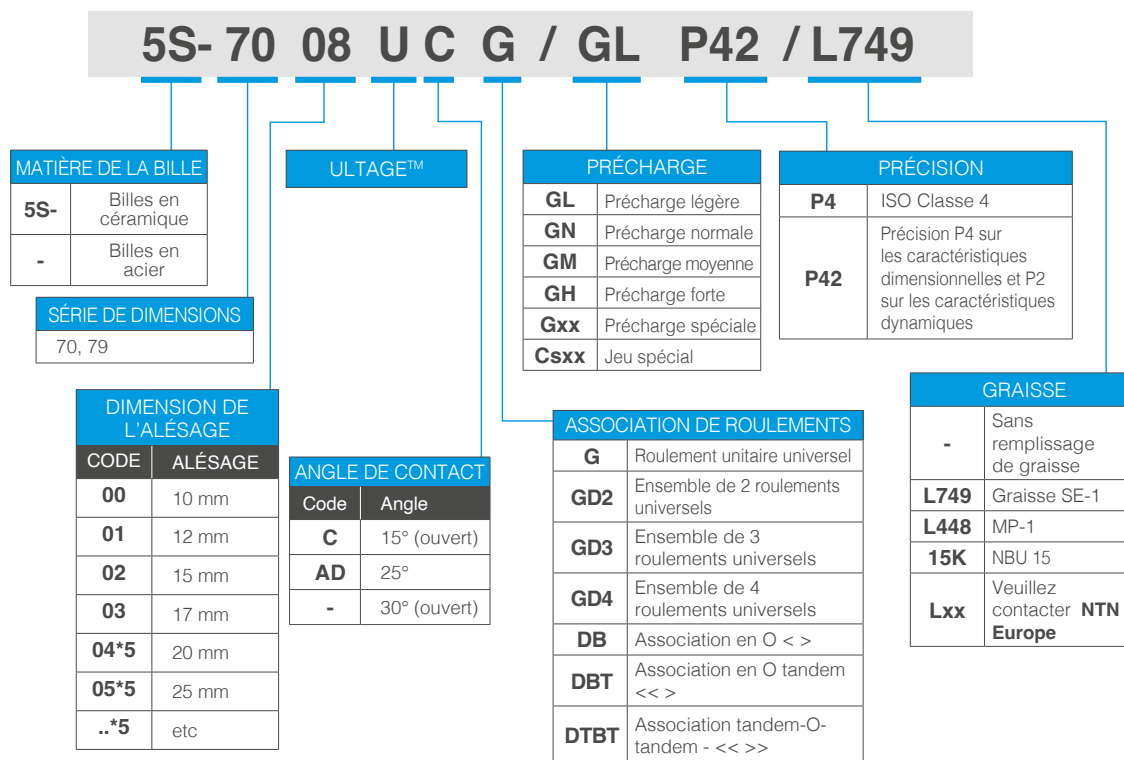 5S- 70 08 U C G / GL P42 / L749
MATIÈRE DE LA BILLE
5S- Billes en
céramique
- Billes en
acier
SÉRIE DE DIMENSIONS
70, 79
DIMENSION DE
L'ALÉSAGE
CODE ALÉSAGE
00 10 mm
01 12 mm
02 15 mm
03 17 mm
04*5 20 mm
05*5 25 mm
..*5 etc
ULTAGE™
ANGLE DE CONTACT
Code Angle
C 15° (ouvert)
AD 25°
- 30° (ouvert)
PRÉCHARGE
GL Précharge légère
GN Précharge normale
GM Précharge moyenne
GH Précharge forte
Gxx Précharge spéciale
Csxx Jeu spécial
ASSOCIATION DE ROULEMENTS
G Roulement unitaire universel
GD2 Ensemble de 2 roulements
universels
GD3 Ensemble de 3
roulements universels
GD4 Ensemble de 4
roulements universels
DB Association en O < >
DBT Association en O tandem
<< >
DTBT Association tandem-O-
tandem - << >>
PRÉCISION
P4 ISO Classe 4
P42 Précision P4 sur
les caractéristiques
dimensionnelles et P2
sur les caractéristiques
dynamiques
GRAISSE
- Sans
remplissage
de graisse
L749 Graisse SE-1
L448 MP-1
15K NBU 15
Lxx Veuillez
contacter NTN
Europe